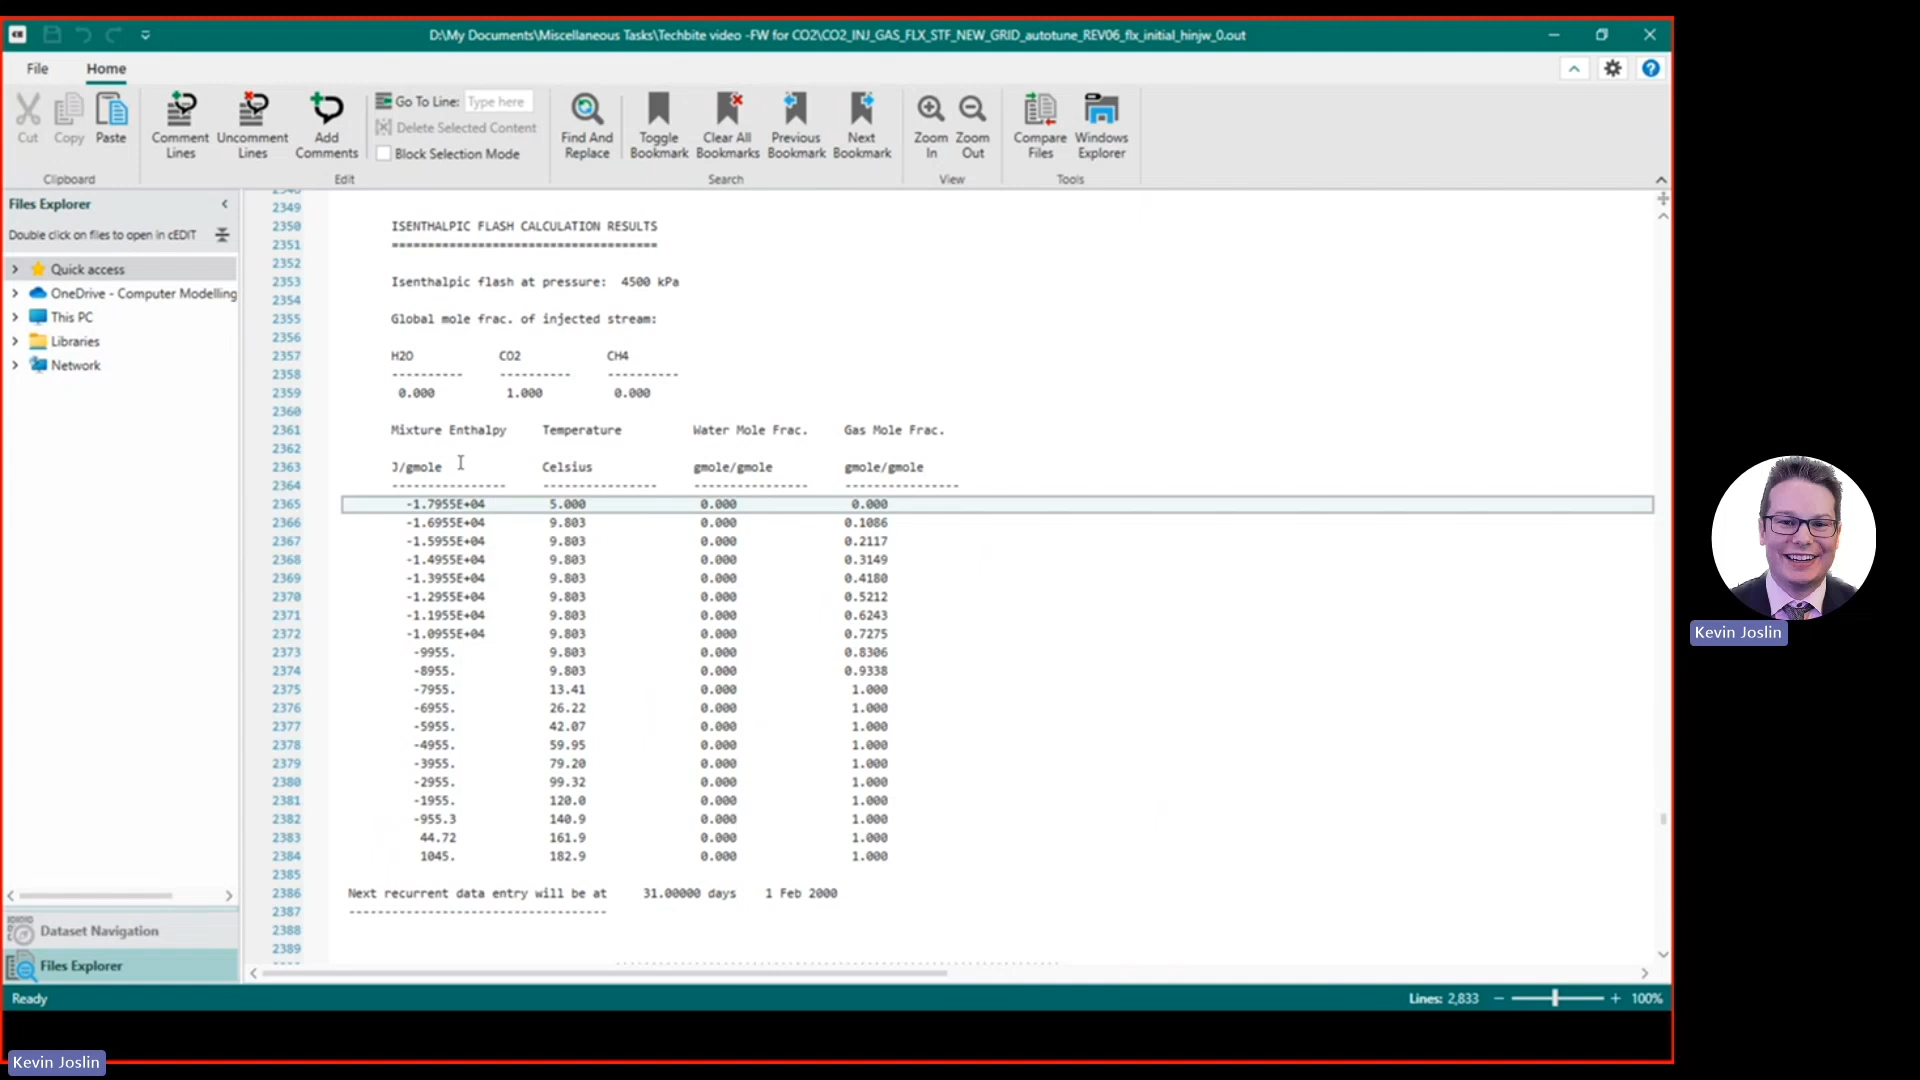 D:\My Documents\Miscellaneous Tasks\Techbite video -FW for CO2\CO2_INJ_GAS_FLX_STF_NEW_GRID_autotune_REV06_flx_initial_hinjw_0.out
File Home
Cut Copy Paste
Comment Lines
Uncomment Lines
Add Comments
Go To Line: Type here
Delete Selected Content
Block Selection Mode
Find And Replace
Toggle Bookmark
Clear All Bookmarks
Previous Bookmark
Next Bookmark
Zoom In
Zoom Out
Compare Files
Windows Explorer
Clipboard Edit Search View Tools
Files Explorer
Double click on files to open in cEDIT
Quick access
OneDrive - Computer Modelling
This PC
Libraries
Network
2349
2350 ISENTHALPIC FLASH CALCULATION RESULTS
2351 =====================================
2352
2353 Isenthalpic flash at pressure: 4500 kPa
2354
2355 Global mole frac. of injected stream:
2356
2357 H2O CO2 CH4
2358 ---------- ---------- ----------
2359 0.000 1.000 0.000
2360
2361 Mixture Enthalpy Temperature Water Mole Frac. Gas Mole Frac.
2362
2363 J/gmole Celsius gmole/gmole gmole/gmole
2364 ---------------- ---------------- ---------------- ----------------
2365 -1.7955E+04 5.000 0.000 0.000
2366 -1.6955E+04 9.803 0.000 0.1086
2367 -1.5955E+04 9.803 0.000 0.2117
2368 -1.4955E+04 9.803 0.000 0.3149
2369 -1.3955E+04 9.803 0.000 0.4180
2370 -1.2955E+04 9.803 0.000 0.5212
2371 -1.1955E+04 9.803 0.000 0.6243
2372 -1.0955E+04 9.803 0.000 0.7275
2373 -9955. 9.803 0.000 0.8306
2374 -8955. 9.803 0.000 0.9338
2375 -7955. 13.41 0.000 1.000
2376 -6955. 26.22 0.000 1.000
2377 -5955. 42.07 0.000 1.000
2378 -4955. 59.95 0.000 1.000
2379 -3955. 79.20 0.000 1.000
2380 -2955. 99.32 0.000 1.000
2381 -1955. 120.0 0.000 1.000
2382 -955.3 140.9 0.000 1.000
2383 44.72 161.9 0.000 1.000
2384 1045. 182.9 0.000 1.000
2385
2386 Next recurrent data entry will be at 31.00000 days 1 Feb 2000
2387 -----------------------------------
2388
2389
Dataset Navigation
Files Explorer
Ready
Lines: 2,833 100%
Kevin Joslin
Kevin Joslin